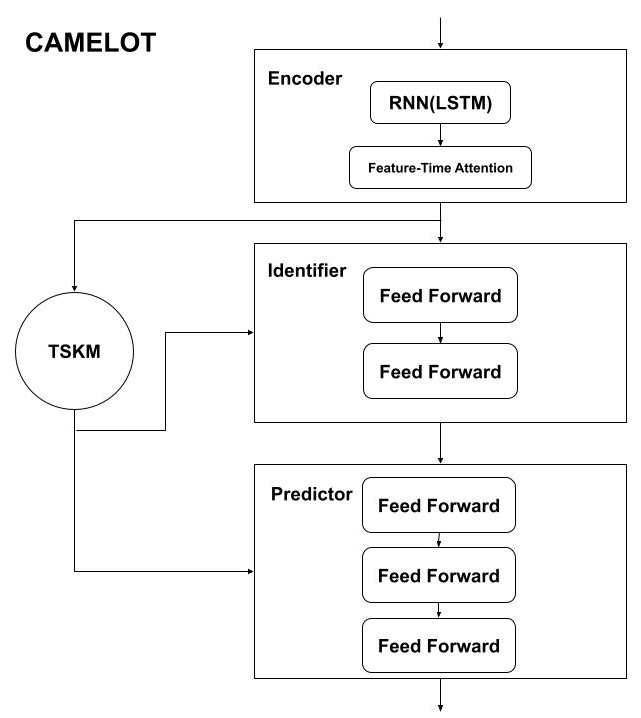 CAMELOT
Encoder
RNN(LSTM)
Feature-Time Attention
Identifier
Feed Forward
TSKM
Feed Forward
Predictor
Feed Forward
Feed Forward
Feed Forward